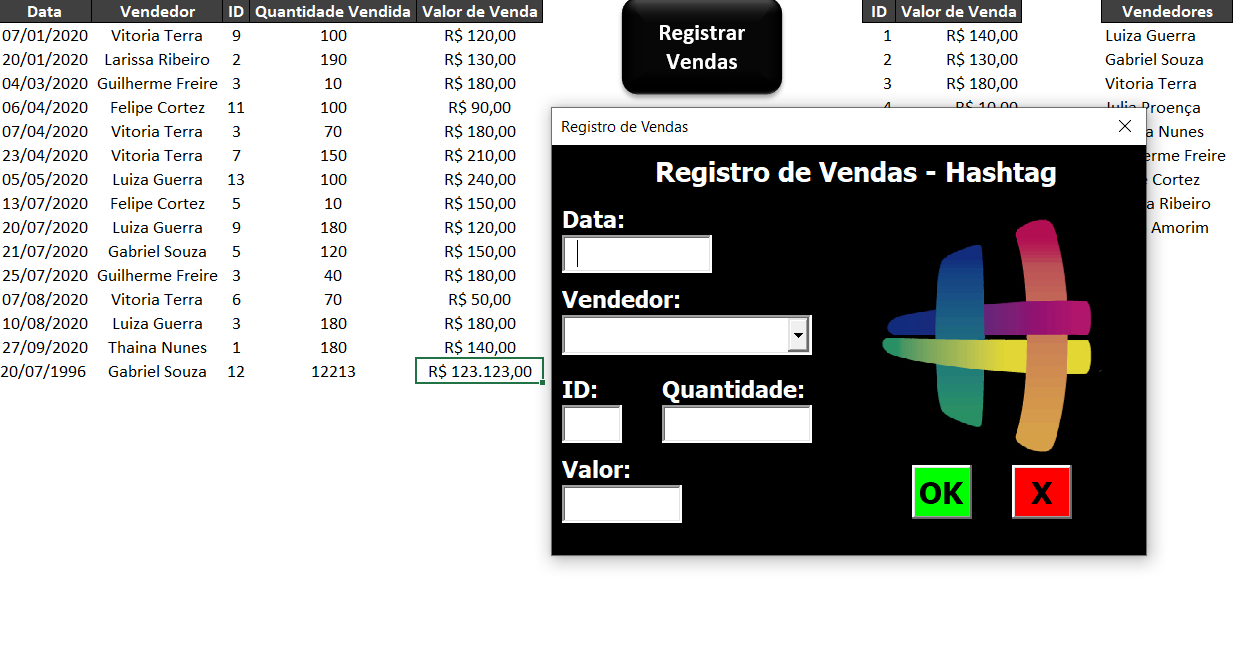 Data Vendedor ID Quantidade Vendida Valor de Venda
07/01/2020 Vitoria Terra 9 100 R$ 120,00
20/01/2020 Larissa Ribeiro 2 190 R$ 130,00
04/03/2020 Guilherme Freire 3 10 R$ 180,00
06/04/2020 Felipe Cortez 11 100 R$ 90,00
07/04/2020 Vitoria Terra 3 70 R$ 180,00
23/04/2020 Vitoria Terra 7 150 R$ 210,00
05/05/2020 Luiza Guerra 13 100 R$ 240,00
13/07/2020 Felipe Cortez 5 10 R$ 150,00
20/07/2020 Luiza Guerra 9 180 R$ 120,00
21/07/2020 Gabriel Souza 5 120 R$ 150,00
25/07/2020 Guilherme Freire 3 40 R$ 180,00
07/08/2020 Vitoria Terra 6 70 R$ 50,00
10/08/2020 Luiza Guerra 3 180 R$ 180,00
27/09/2020 Thaina Nunes 1 180 R$ 140,00
20/07/1996 Gabriel Souza 12 12213 R$ 123.123,00
Registrar
Vendas
ID Valor de Venda
1 R$ 140,00
2 R$ 130,00
3 R$ 180,00
4 R$ 10,00
Vendedores
Luiza Guerra
Gabriel Souza
Vitoria Terra
Julia Proença
Nunes
Freire
Cortez
Ribeiro
Amorim
Registro de Vendas
Registro de Vendas - Hashtag
Data:
Vendedor:
ID: Quantidade:
Valor:
OK X